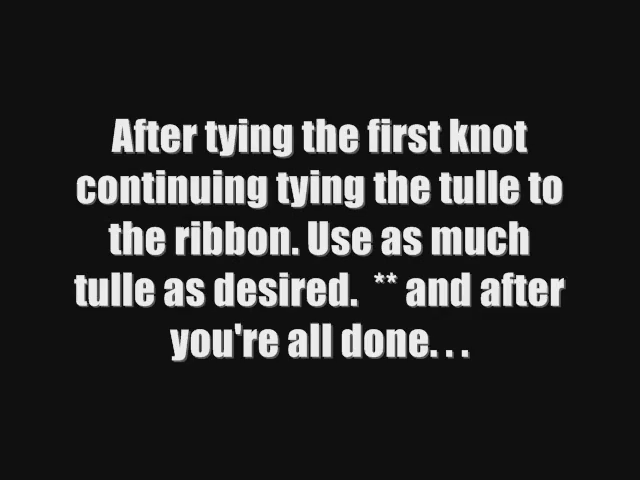 After tying the first knot
continuing tying the tulle to
the ribbon. Use as much
tulle as desired.  ** and after
you're all done. . .